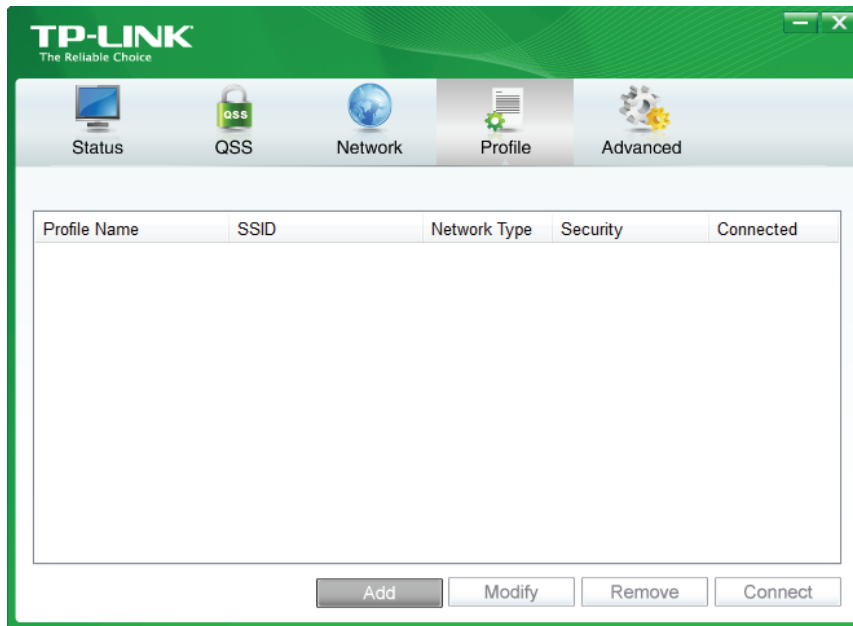 TP-LINK
The Reliable Choice
QSS
Status QSS Network Profile Advanced
Profile Name SSID Network Type Security Connected
Add Modify Remove Connect